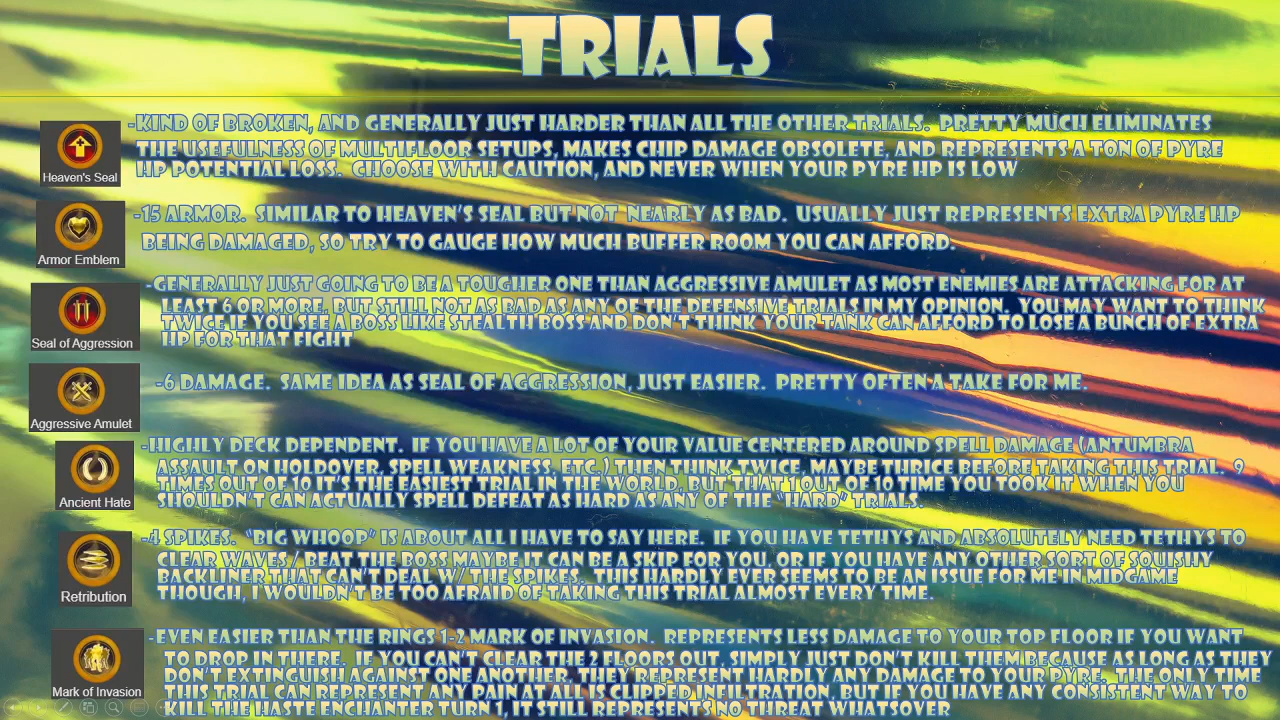 TRIALS
-KIND OF BROKEN, AND GENERALLY JUST HARDER THAN ALL THE OTHER TRIALS. PRETTY MUCH ELIMINATES
THE USEFULNESS OF MULTIFLOOR SETUPS, MAKES CHIP DAMAGE OBSOLETE, AND REPRESENTS A TON OF PYRE
HP POTENTIAL LOSS. CHOOSE WITH CAUTION, AND NEVER WHEN YOUR PYRE HP IS LOW
Heaven's Seal
-15 ARMOR. SIMILAR TO HEAVEN'S SEAL BUT NOT NEARLY AS BAD. USUALLY JUST REPRESENTS EXTRA PYRE HP
BEING DAMAGED, SO TRY TO GAUGE HOW MUCH BUFFER ROOM YOU CAN AFFORD.
Armor Emblem
-GENERALLY JUST GOING TO BE A TOUGHER ONE THAN AGGRESSIVE AMULET AS MOST ENEMIES ARE ATTACKING FOR AT
LEAST 6 OR MORE, BUT STILL NOT AS BAD AS ANY OF THE DEFENSIVE TRIALS IN MY OPINION. YOU MAY WANT TO THINK
TWICE IF YOU SEE A BOSS LIKE STEALTH BOSS AND DON'T THINK YOUR TANK CAN AFFORD TO LOSE A BUNCH OF EXTRA
HP FOR THAT FIGHT
Seal of Aggression
-6 DAMAGE. SAME IDEA AS SEAL OF AGGRESSION, JUST EASIER. PRETTY OFTEN A TAKE FOR ME.
Aggressive Amulet
-HIGHLY DECK DEPENDENT. IF YOU HAVE A LOT OF YOUR VALUE CENTERED AROUND SPELL DAMAGE (ANTUMBRA
ASSAULT ON HOLDOVER, SPELL WEAKNESS, ETC.) THEN THINK TWICE, MAYBE THRICE BEFORE TAKING THIS TRIAL. 9
TIMES OUT OF 10 IT'S THE EASIEST TRIAL IN THE WORLD, BUT THAT 1 OUT OF 10 TIME YOU TOOK IT WHEN YOU
SHOULDN'T CAN ACTUALLY SPELL DEFEAT AS HARD AS ANY OF THE "HARD" TRIALS.
Ancient Hate
-4 SPIKES. "BIG WHOOP" IS ABOUT ALL I HAVE TO SAY HERE. IF YOU HAVE TETHYS AND ABSOLUTELY NEED TETHYS TO
CLEAR WAVES / BEAT THE BOSS MAYBE IT CAN BE A SKIP FOR YOU, OR IF YOU HAVE ANY OTHER SORT OF SQUISHY
BACKLINER THAT CAN'T DEAL W/ THE SPIKES. THIS HARDLY EVER SEEMS TO BE AN ISSUE FOR ME IN MIDGAME
THOUGH, I WOULDN'T BE TOO AFRAID OF TAKING THIS TRIAL ALMOST EVERY TIME.
Retribution
-EVEN EASIER THAN THE RINGS 1-2 MARK OF INVASION. REPRESENTS LESS DAMAGE TO YOUR TOP FLOOR IF YOU WANT
TO DROP IN THERE. IF YOU CAN'T CLEAR THE 2 FLOORS OUT, SIMPLY JUST DON'T KILL THEM BECAUSE AS LONG AS THEY
DON'T EXTINGUISH AGAINST ONE ANOTHER, THEY REPRESENT HARDLY ANY DAMAGE TO YOUR PYRE. THE ONLY TIME
THIS TRIAL CAN REPRESENT ANY PAIN AT ALL IS CLIPPED INFILTRATION, BUT IF YOU HAVE ANY CONSISTENT WAY TO
KILL THE HASTE ENCHANTER TURN 1, IT STILL REPRESENTS NO THREAT WHATSOVER
Mark of Invasion